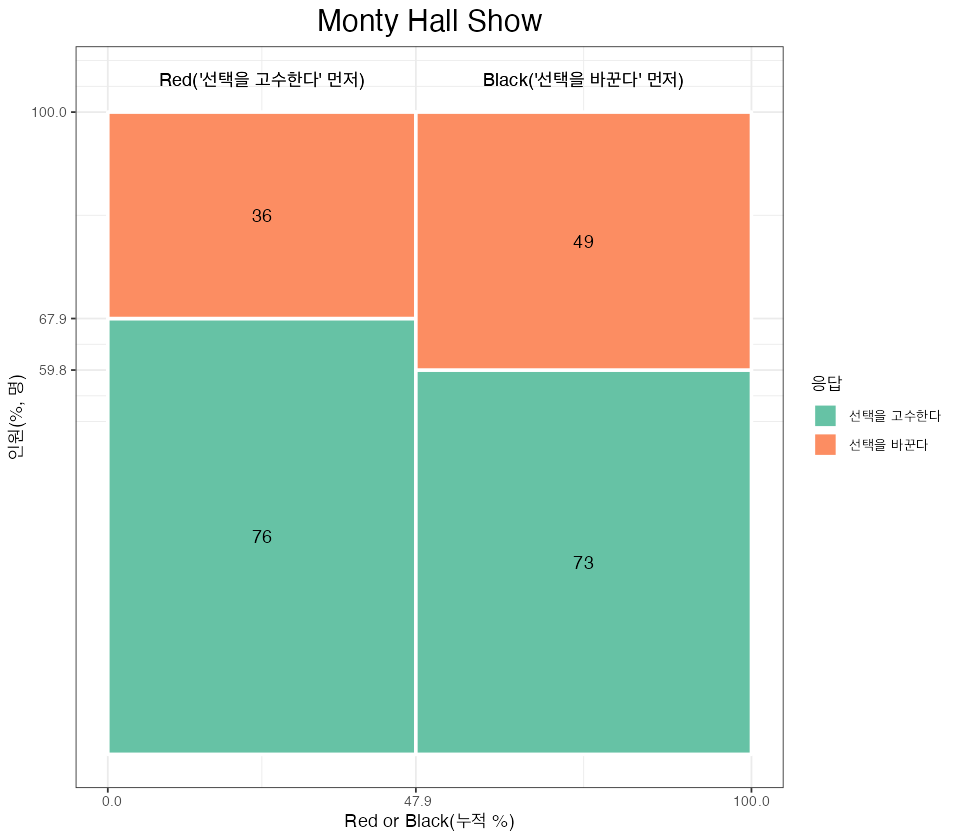 Monty Hall Show
Red('선택을 고수한다' 먼저)
Black('선택을 바꾼다' 먼저)
100.0
67.9
59.8
인원(%, 명)
36
49
76
73
응답
선택을 고수한다
선택을 바꾼다
0.0
47.9
100.0
Red or Black(누적 %)